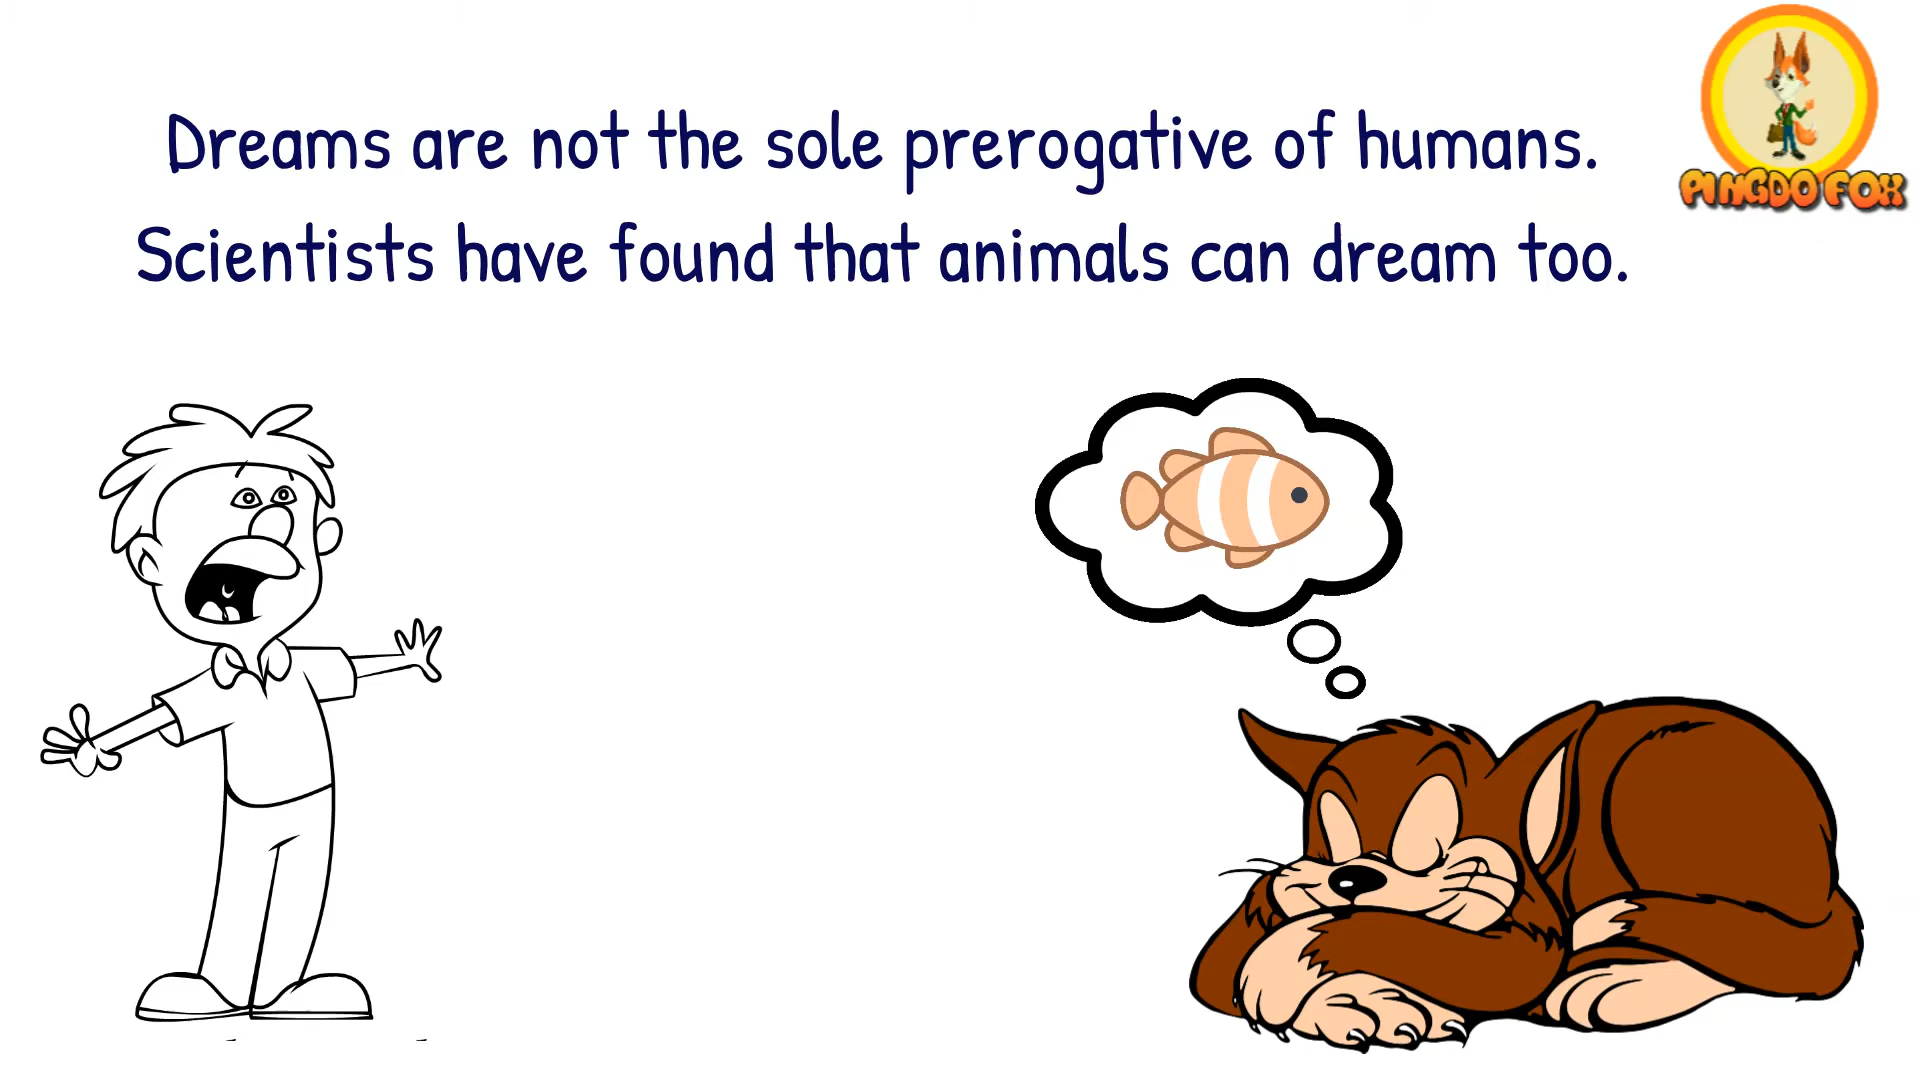 Dreams are not the sole prerogative of humans.
Scientists have found that animals can dream too.
PINGDO FOX